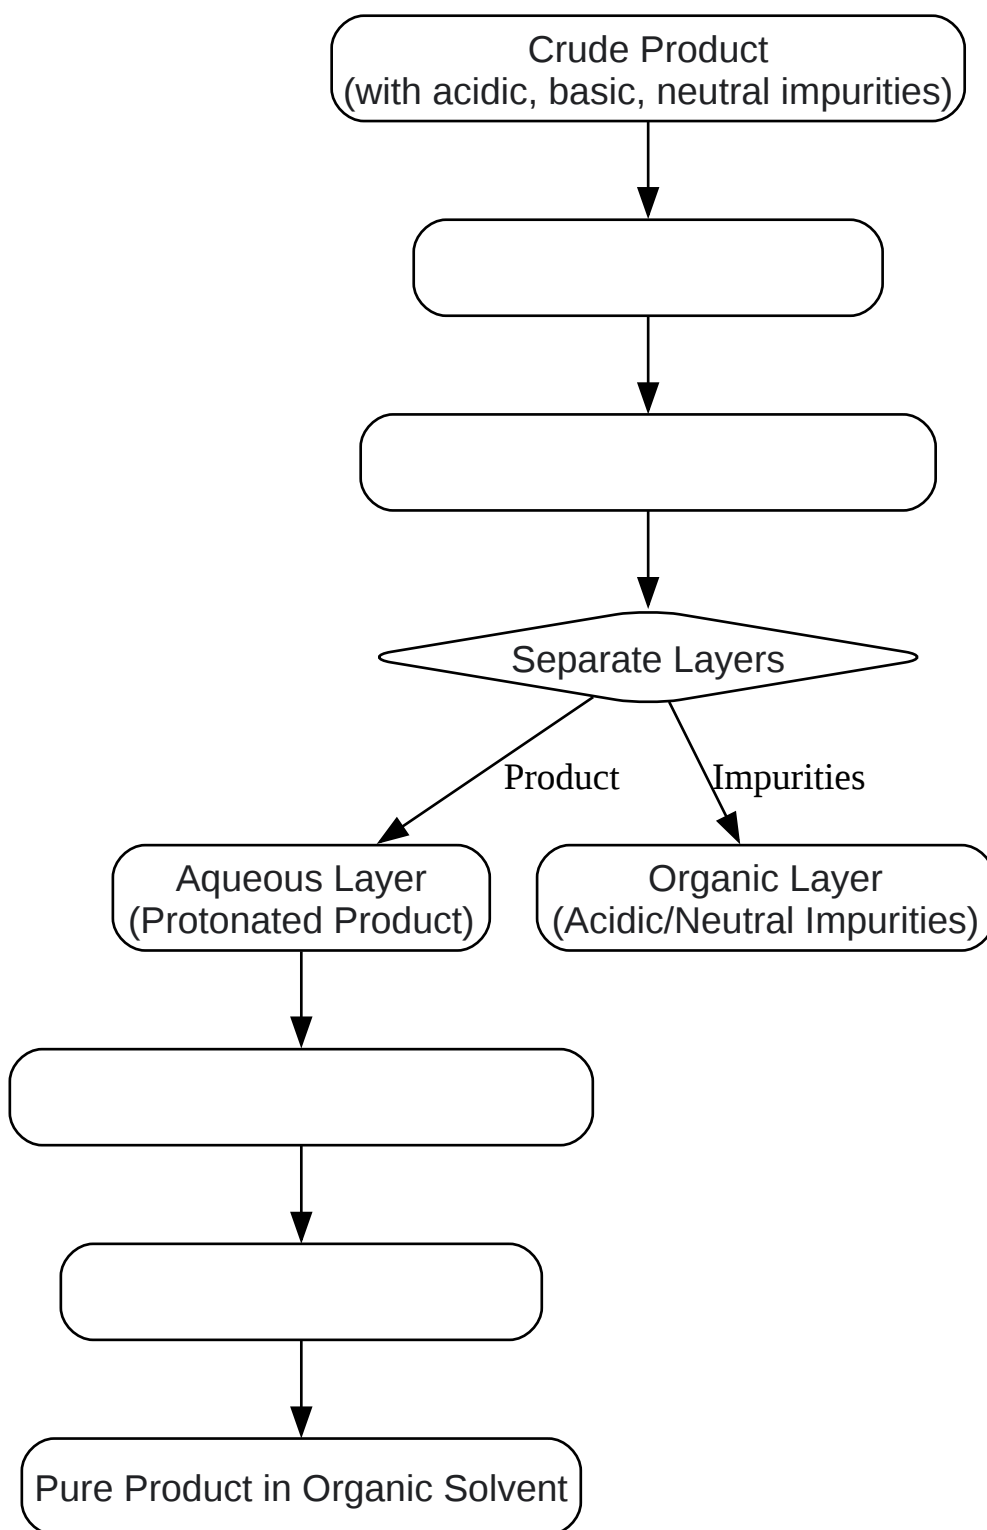 Crude Product
(with acidic, basic, neutral impurities)
Separate Layers
Product
Impurities
Aqueous Layer
(Protonated Product)
Organic Layer
(Acidic/Neutral Impurities)
Pure Product in Organic Solvent